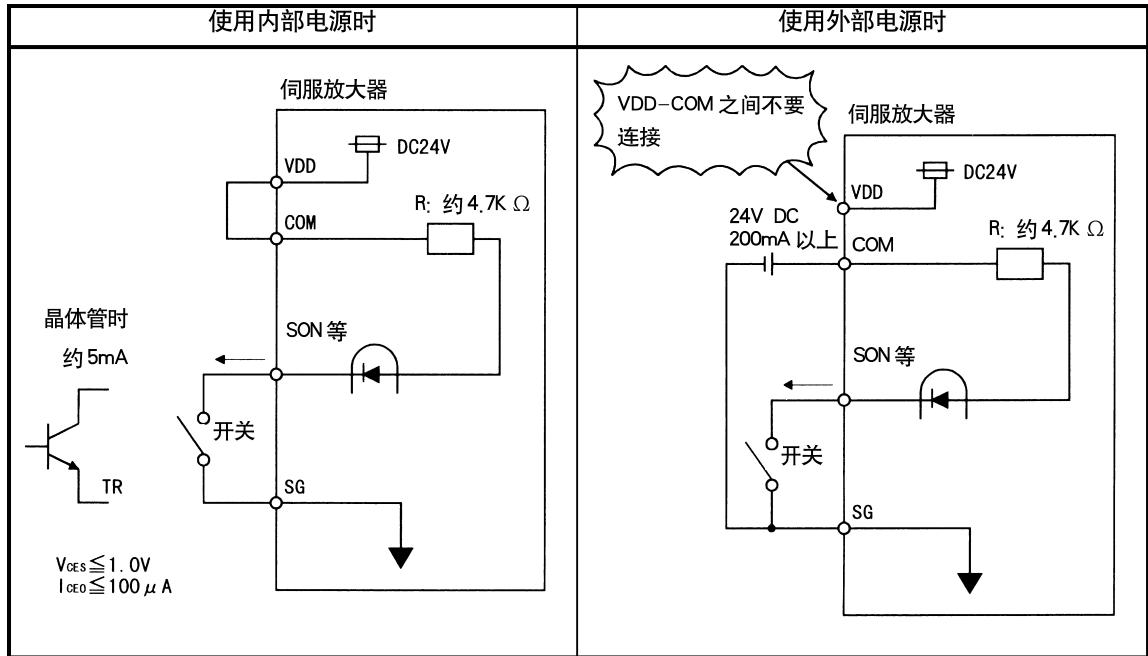 使用内部电源时
伺服放大器
DC24V
VDD
COM
R: 约4.7K Ω
晶体管时
约5mA
SON等
开关
TR
SG
VCES≦1.0V
ICEO≦100μA
使用外部电源时
VDD-COM之间不要
连接
伺服放大器
DC24V
VDD
24V DC
200mA以上
COM
R: 约4.7K Ω
SON等
开关
SG